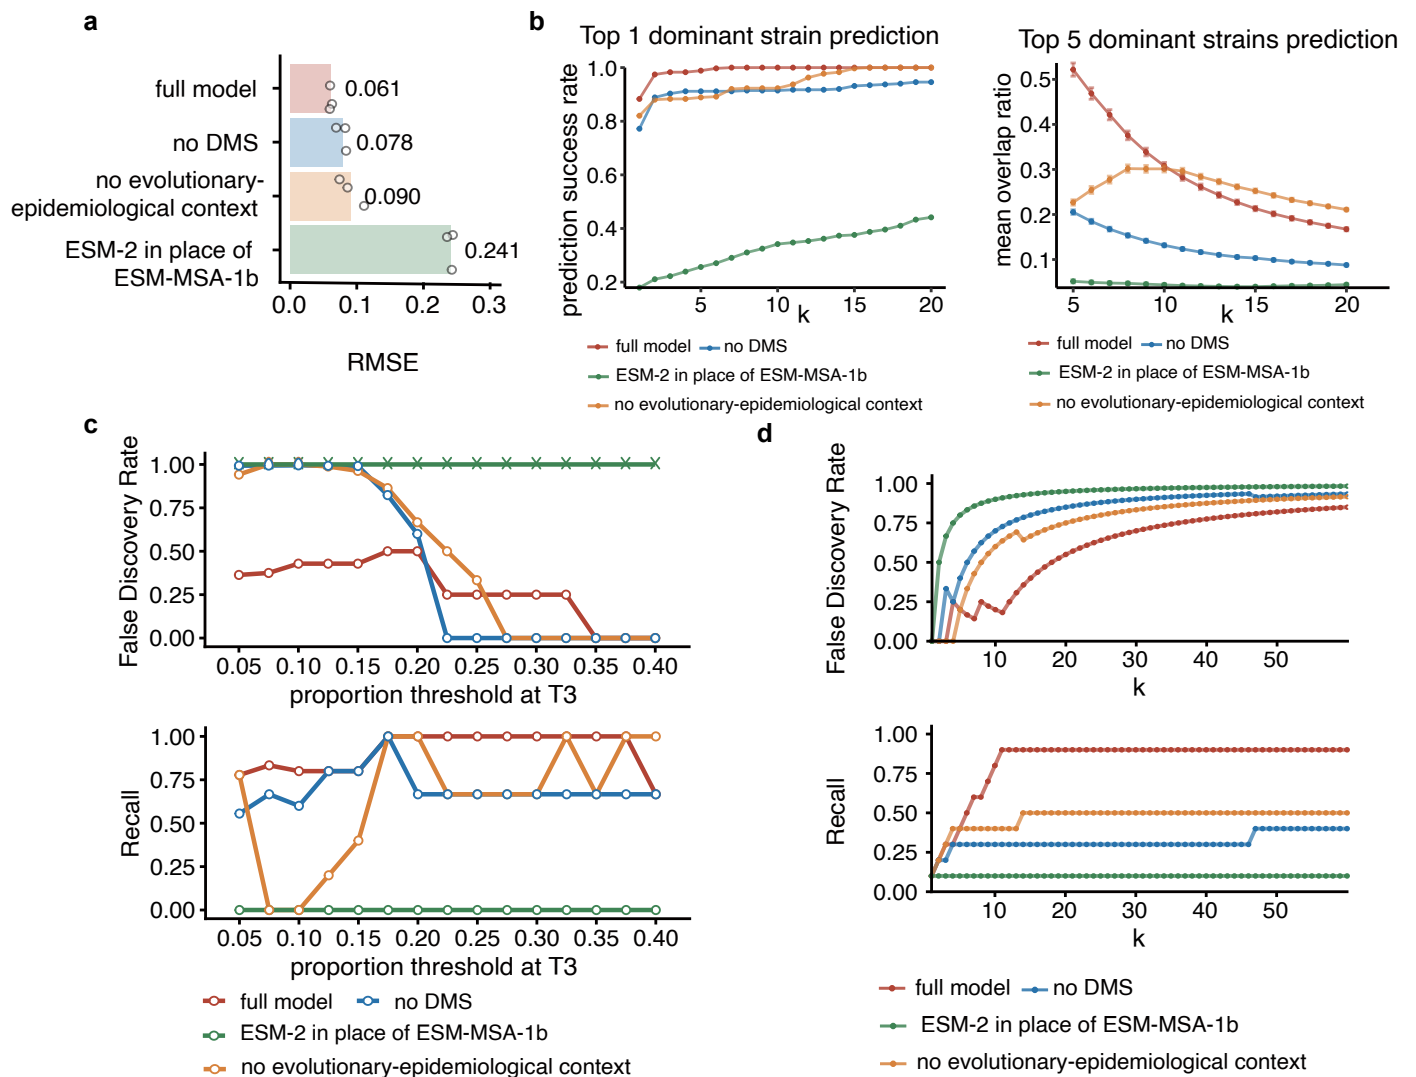 a
full model
0.061
no DMS
0.078
no evolutionary-
epidemiological context
0.090
ESM-2 in place of
ESM-MSA-1b
0.241
0.0 0.1 0.2 0.3
RMSE
b
Top 1 dominant strain prediction
prediction success rate
1.0
0.8
0.6
0.4
0.2
5 10 15 20
k
full model no DMS
ESM-2 in place of ESM-MSA-1b
no evolutionary-epidemiological context
Top 5 dominant strains prediction
mean overlap ratio
0.5
0.4
0.3
0.2
0.1
5 10 15 20
k
full model no DMS
ESM-2 in place of ESM-MSA-1b
no evolutionary-epidemiological context
c
False Discovery Rate
1.00
0.75
0.50
0.25
0.00
0.05 0.10 0.15 0.20 0.25 0.30 0.35 0.40
proportion threshold at T3
Recall
1.00
0.75
0.50
0.25
0.00
0.05 0.10 0.15 0.20 0.25 0.30 0.35 0.40
proportion threshold at T3
full model no DMS
ESM-2 in place of ESM-MSA-1b
no evolutionary-epidemiological context
d
False Discovery Rate
1.00
0.75
0.50
0.25
0.00
10 20 30 40 50
k
Recall
1.00
0.75
0.50
0.25
0.00
10 20 30 40 50
k
full model no DMS
ESM-2 in place of ESM-MSA-1b
no evolutionary-epidemiological context